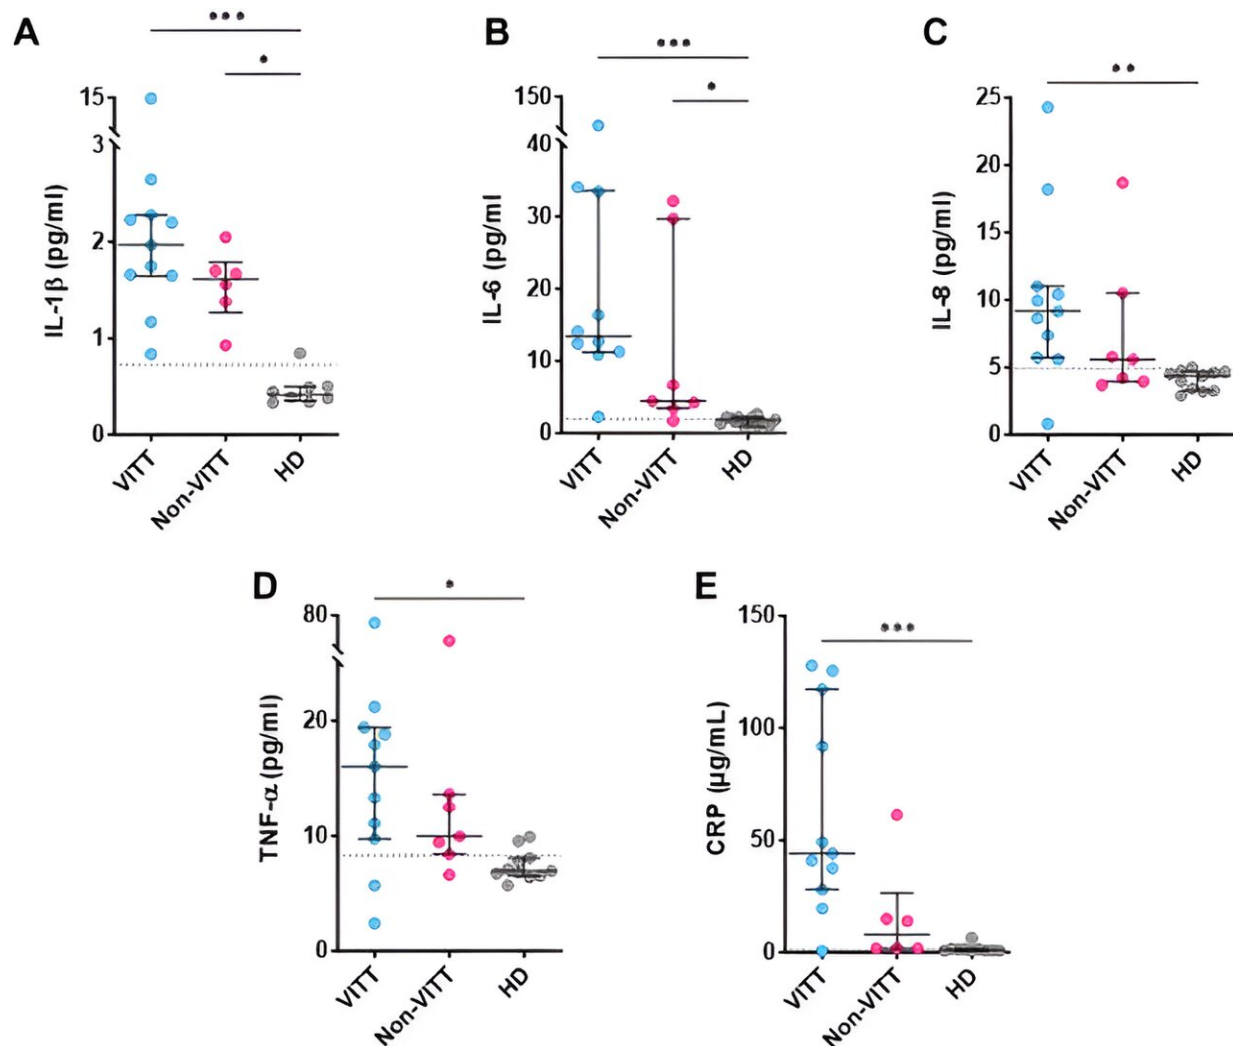 A
***
*
15
3
2
1
0
IL-1β (pg/ml)
VITT
Non-VITT
HD
B
***
*
150
40
30
20
10
0
IL-6 (pg/ml)
VITT
Non-VITT
HD
C
**
25
20
15
10
5
0
IL-8 (pg/ml)
VITT
Non-VITT
HD
D
*
80
20
10
0
TNF-α (pg/ml)
VITT
Non-VITT
HD
E
***
150
100
50
0
CRP (µg/mL)
VITT
Non-VITT
HD